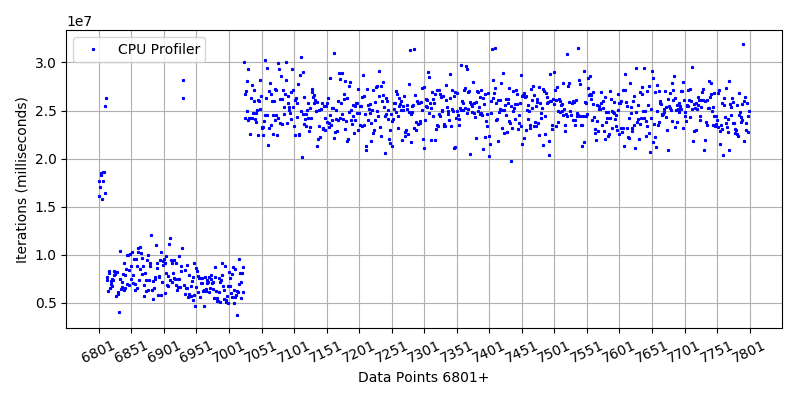 1e7
CPU Profiler
3.0
2.5
2.0
1.5
1.0
0.5
Iterations (milliseconds)
6801 6851 6901 6951 7001 7051 7101 7151 7201 7251 7301 7351 7401 7451 7501 7551 7601 7651 7701 7751 7801
Data Points 6801+